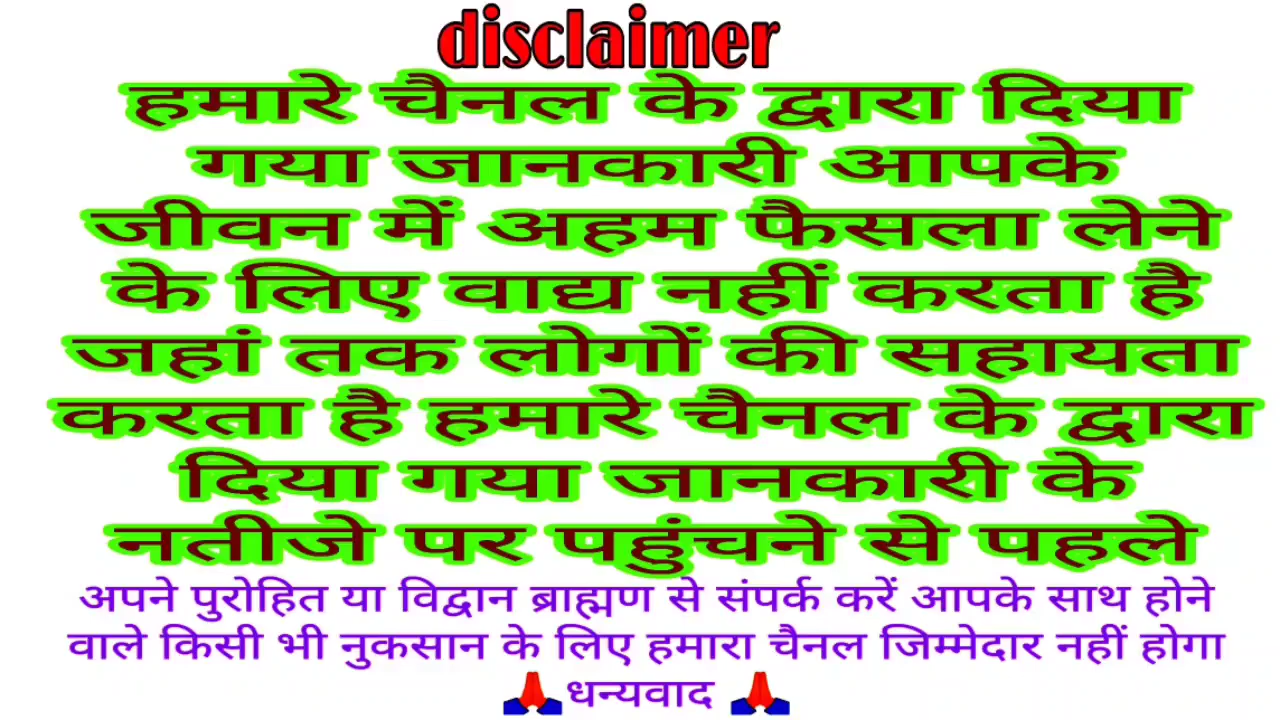 disclaimer
हमारे चैनल के द्वारा दिया
गया जानकारी आपके
जीवन में अहम फैसला लेने
के लिए वाद्य नहीं करता है
जहां तक लोगों की सहायता
करता है हमारे चैनल के द्वारा
दिया गया जानकारी के
नतीजे पर पहुंचने से पहले
अपने पुरोहित या विद्वान ब्राह्मण से संपर्क करें आपके साथ होने
वाले किसी भी नुकसान के लिए हमारा चैनल जिम्मेदार नहीं होगा
🙏धन्यवाद 🙏